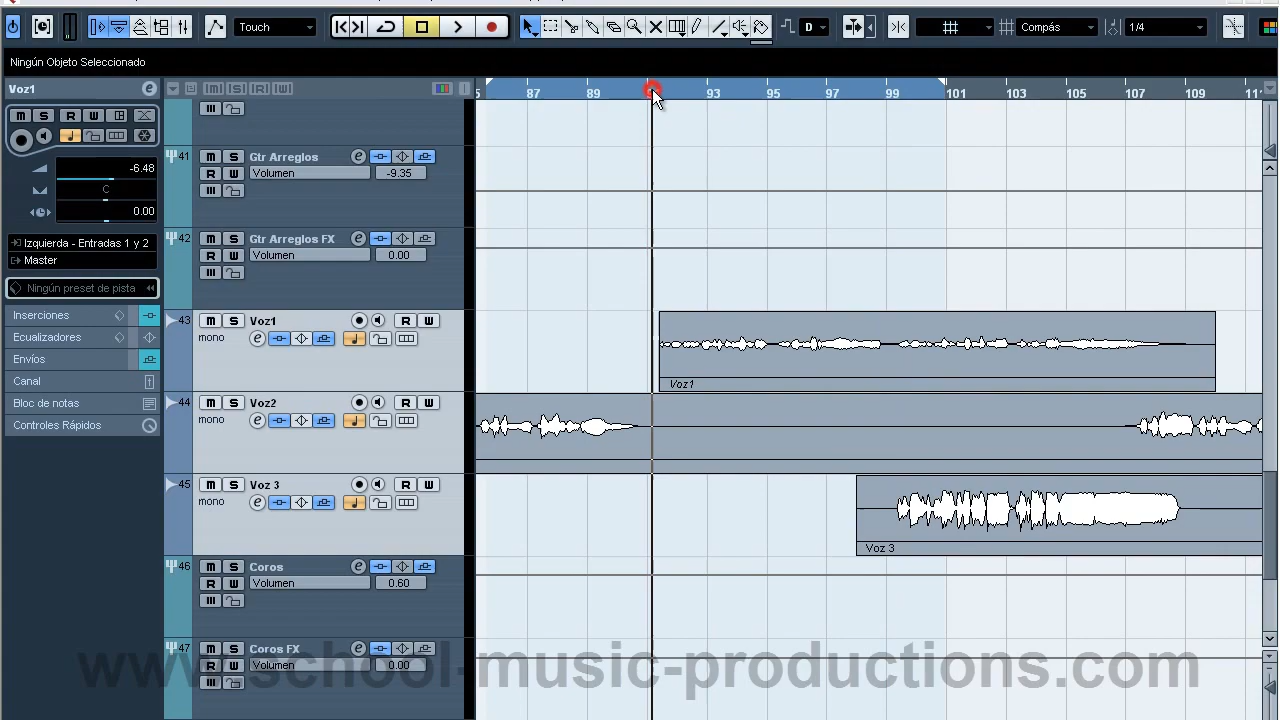 Touch
D
Compás
1/4
Ningún Objeto Seleccionado
Voz1
[M] [S] [R] [W]
87 89 93 95 97 99 101 103 105 107 109
M S R W
-6.48
C
0.00
Izquierda - Entradas 1 y 2
Master
Ningún preset de pista
Inserciones
Ecualizadores
Envíos
Canal
Bloc de notas
Controles Rápidos
41 M S Gtr Arreglos e
R W Volumen -9.35
42 M S Gtr Arreglos FX e
R W Volumen 0.00
43 M S Voz1 R W
mono e
Voz1
44 M S Voz2 R W
mono e
45 M S Voz 3 R W
mono e
Voz 3
46 M S Coros e
R W Volumen 0.60
47 M S Coros FX e
R W Volumen 0.00
www.school-music-productions.com